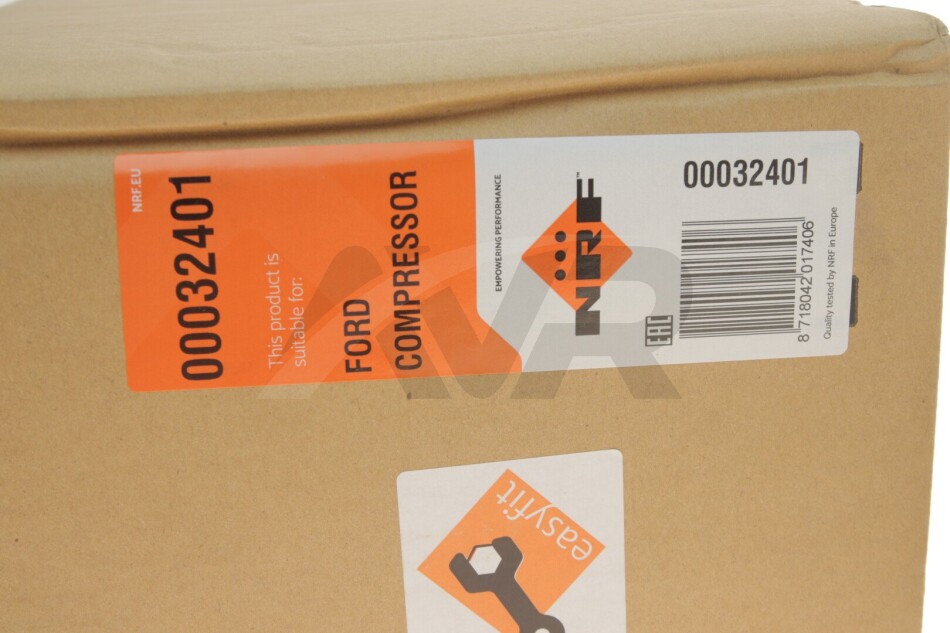 NRF.EU
00032401
This product is
suitable for:
FORD
COMPRESSOR
EMPOWERING PERFORMANCE
NRF™
EAC
00032401
8 718042 017406
Quality tested by NRF in Europe
easyfit